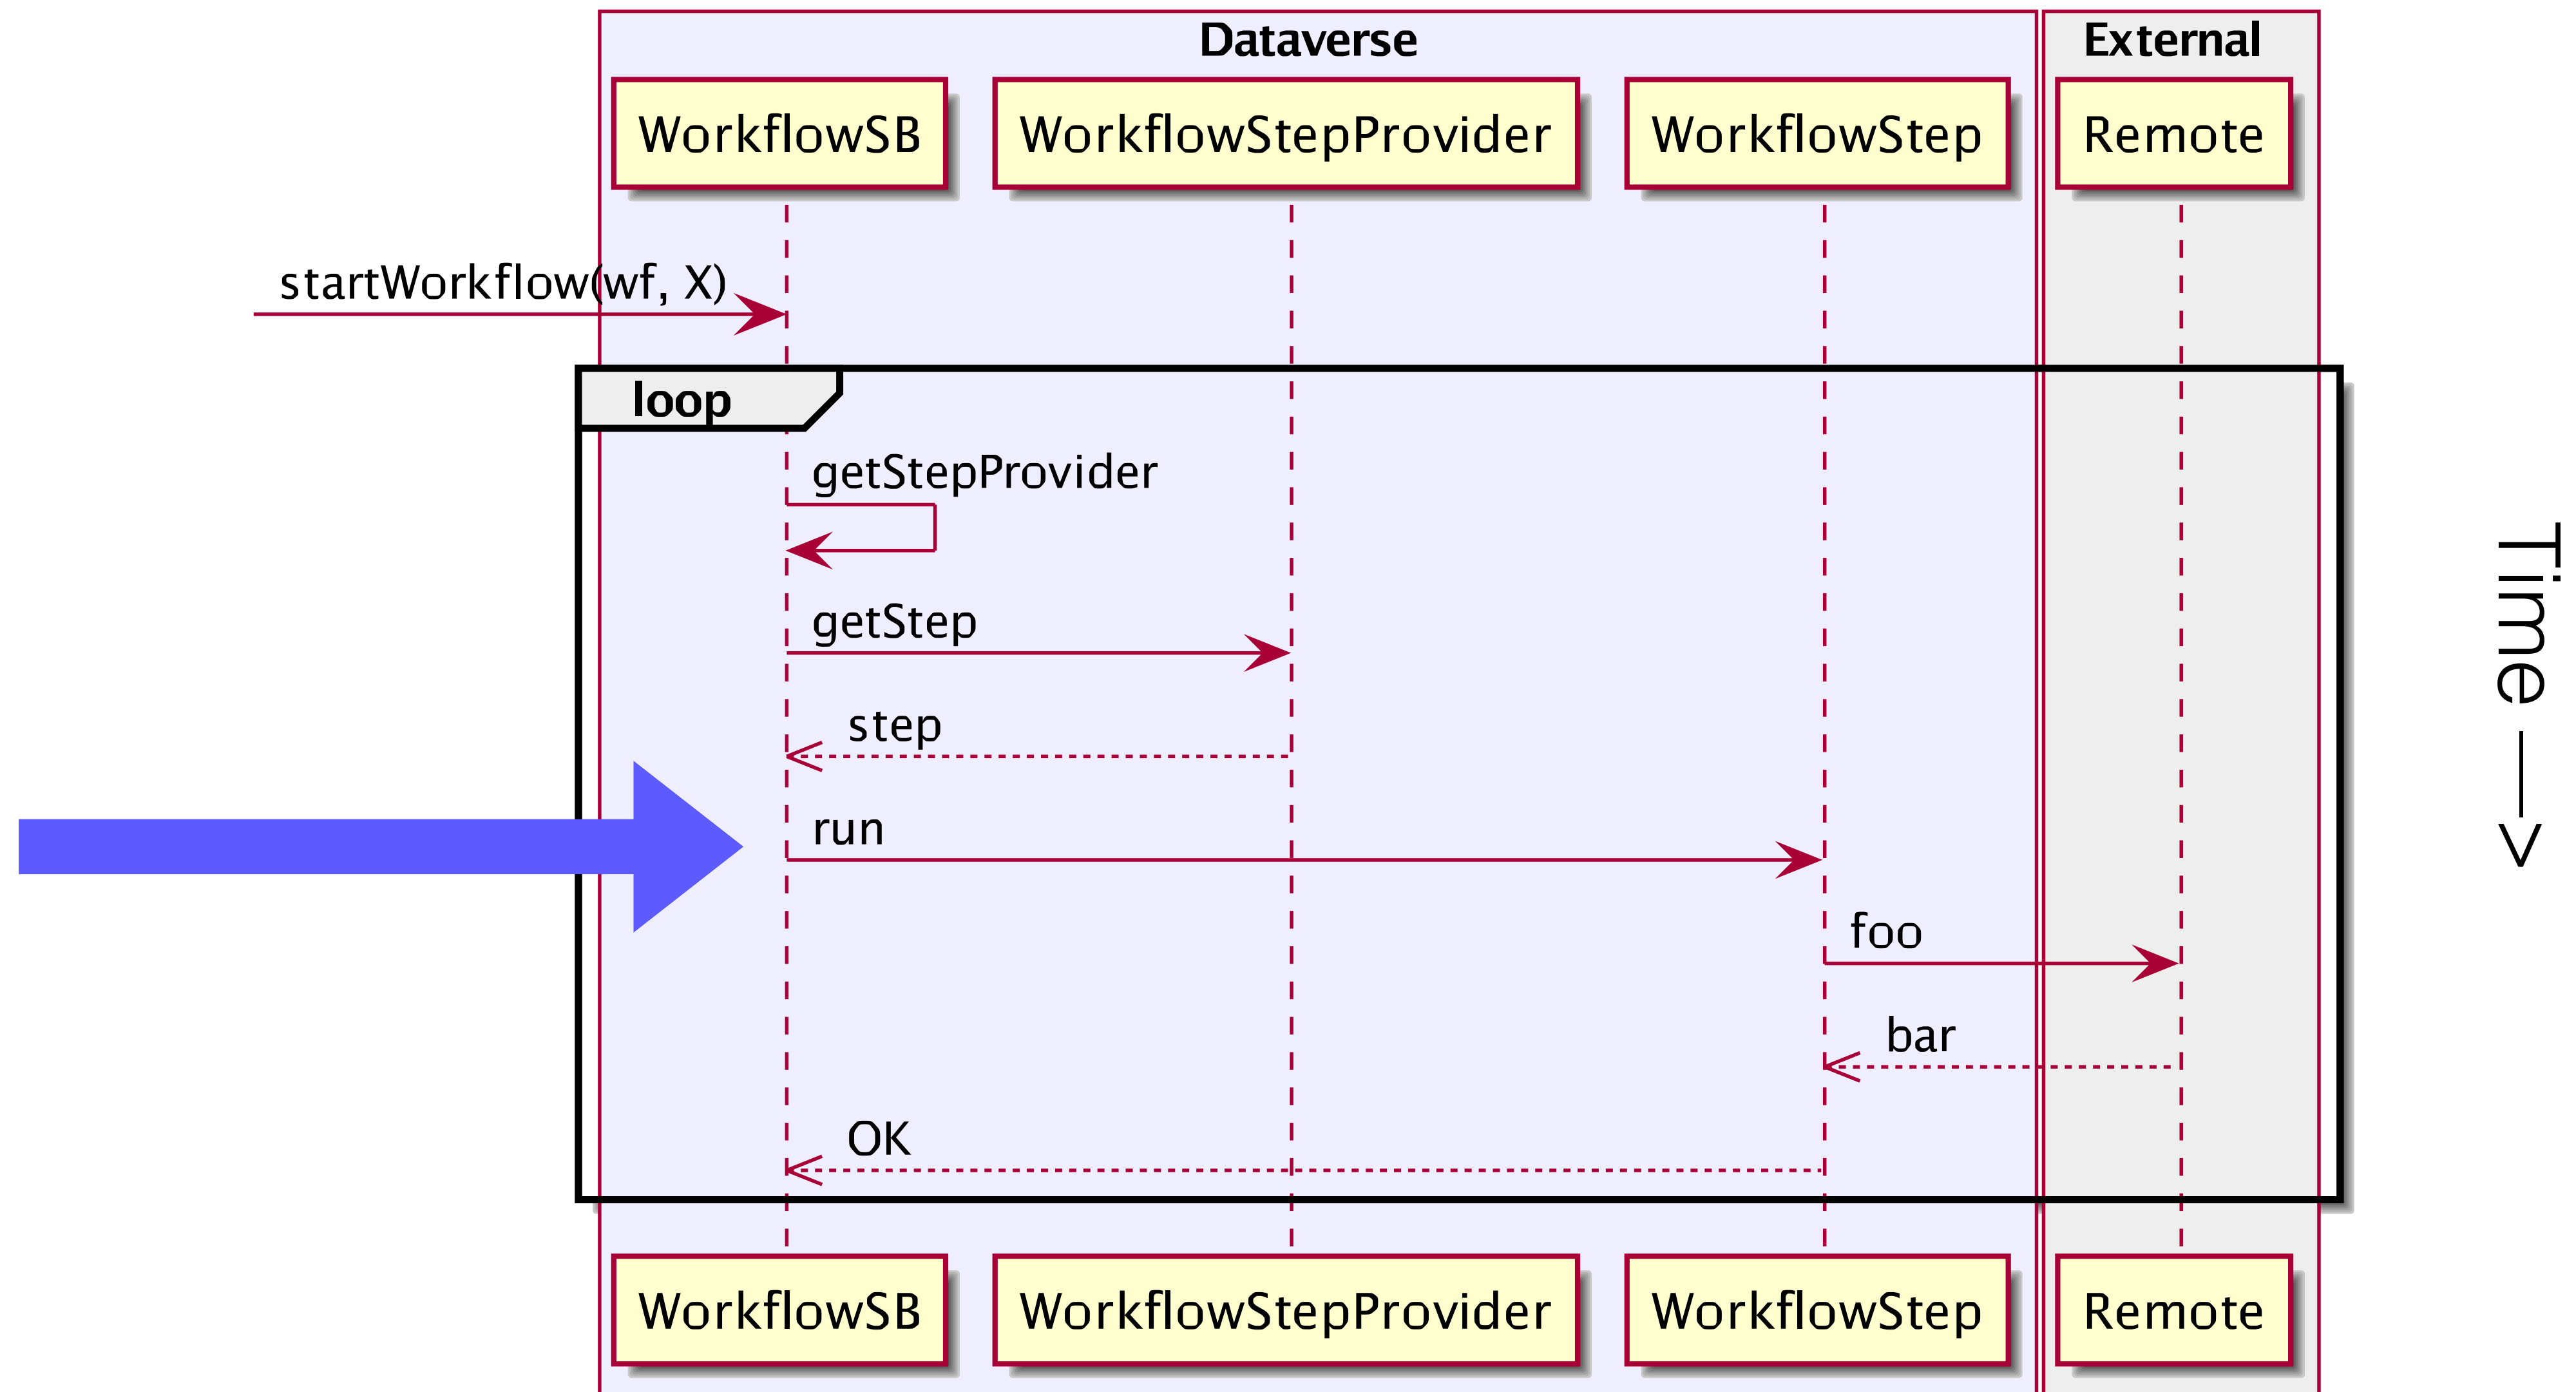 Dataverse
External
WorkflowSB
WorkflowStepProvider
WorkflowStep
Remote
startWorkflow(wf, X)
loop
getStepProvider
getStep
step
run
foo
bar
OK
WorkflowSB
WorkflowStepProvider
WorkflowStep
Remote
Time —>